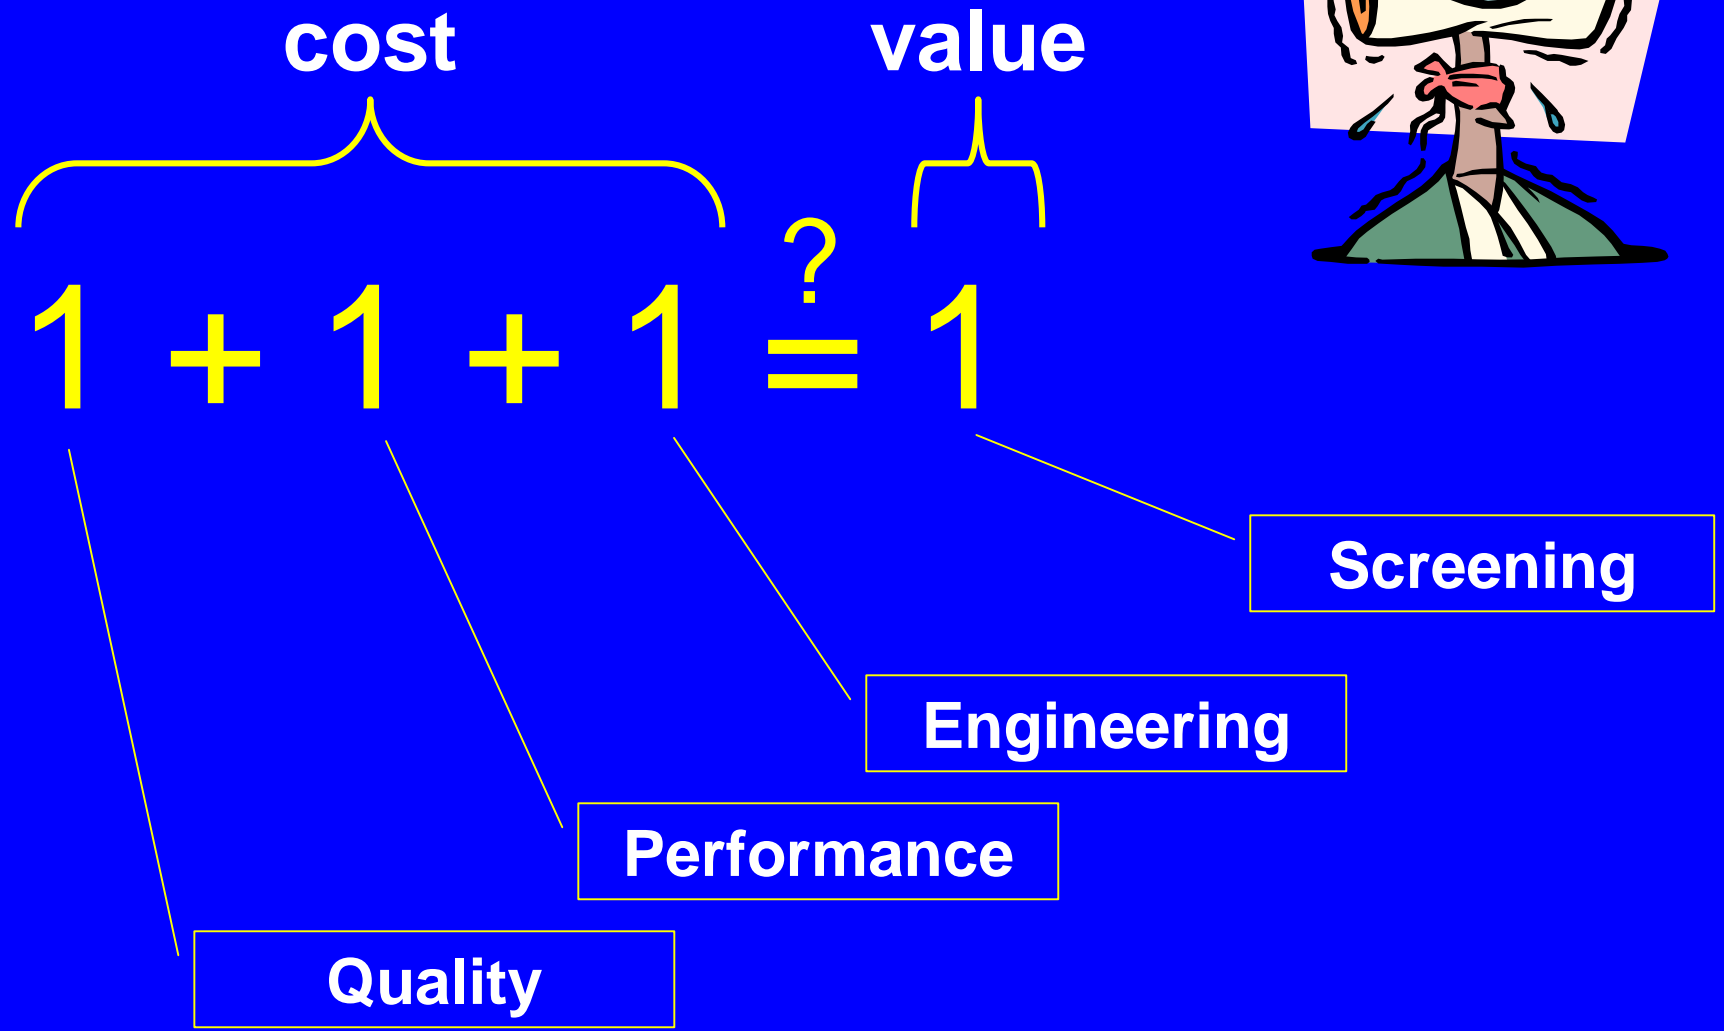 cost value
?
1 + 1 + 1 = 1
Screening
Engineering
Performance
Quality